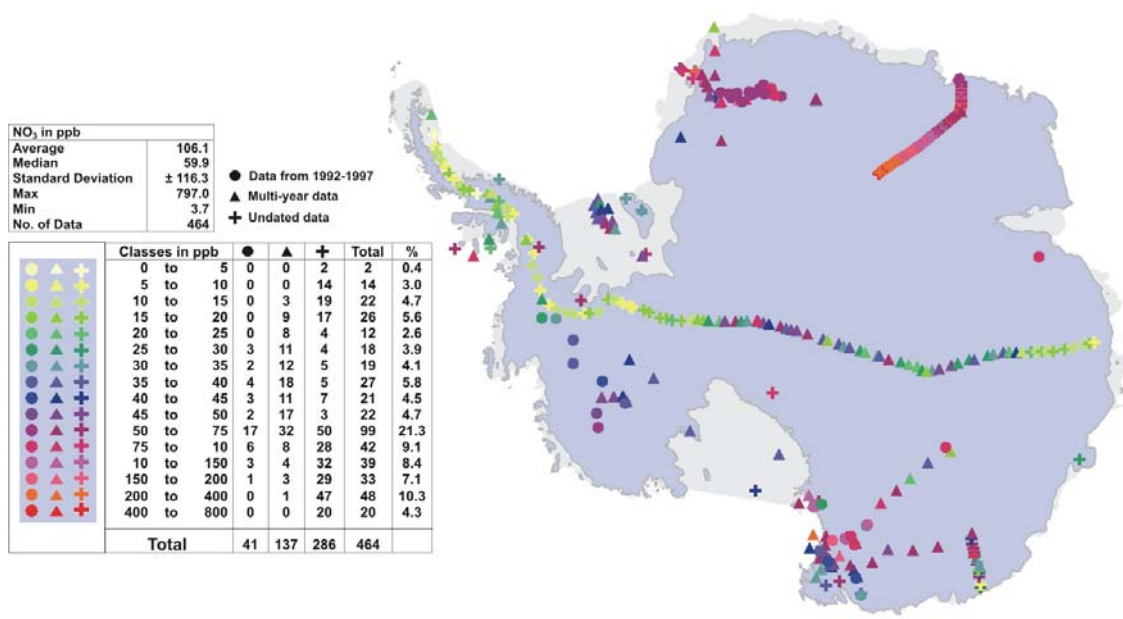 NO3 in ppb
Average 106.1
Median 59.9
Standard Deviation ± 116.3
Max 797.0
Min 3.7
No. of Data 464
● Data from 1992-1997
▲ Multi-year data
+ Undated data
Classes in ppb ● ▲ + Total %
0 to 5 0 0 2 2 0.4
5 to 10 0 0 14 14 3.0
10 to 15 0 3 19 22 4.7
15 to 20 0 9 17 26 5.6
20 to 25 0 8 4 12 2.6
25 to 30 3 11 4 18 3.9
30 to 35 2 12 5 19 4.1
35 to 40 4 18 5 27 5.8
40 to 45 3 11 7 21 4.5
45 to 50 2 17 3 22 4.7
50 to 75 17 32 50 99 21.3
75 to 10 6 8 28 42 9.1
10 to 150 3 4 32 39 8.4
150 to 200 1 3 29 33 7.1
200 to 400 0 1 47 48 10.3
400 to 800 0 0 20 20 4.3
Total 41 137 286 464